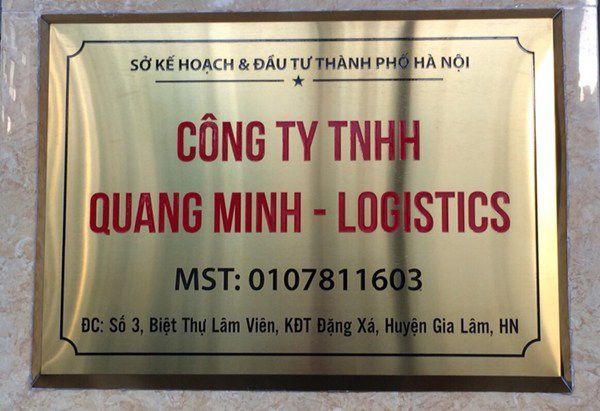 SỞ KẾ HOẠCH & ĐẦU TƯ THÀNH PHỐ HÀ NỘI
CÔNG TY TNHH
QUANG MINH - LOGISTICS
MST: 0107811603
ĐC: Số 3, Biệt Thự Lâm Viên, KĐT Đặng Xá, Huyện Gia Lâm, HN